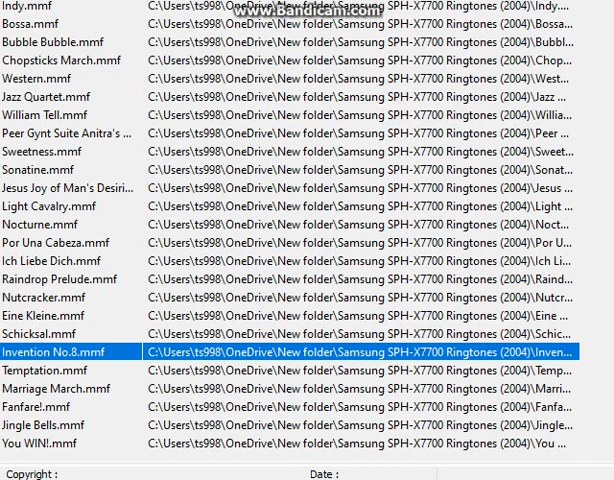 www.Bandicam.com
Indy.mmf C:\Users\ts998\OneDrive\New folder\Samsung SPH-X7700 Ringtones (2004)\Indy....
Bossa.mmf C:\Users\ts998\OneDrive\New folder\Samsung SPH-X7700 Ringtones (2004)\Bossa...
Bubble Bubble.mmf C:\Users\ts998\OneDrive\New folder\Samsung SPH-X7700 Ringtones (2004)\Bubbl...
Chopsticks March.mmf C:\Users\ts998\OneDrive\New folder\Samsung SPH-X7700 Ringtones (2004)\Chop...
Western.mmf C:\Users\ts998\OneDrive\New folder\Samsung SPH-X7700 Ringtones (2004)\West...
Jazz Quartet.mmf C:\Users\ts998\OneDrive\New folder\Samsung SPH-X7700 Ringtones (2004)\Jazz ...
William Tell.mmf C:\Users\ts998\OneDrive\New folder\Samsung SPH-X7700 Ringtones (2004)\Willia...
Peer Gynt Suite Anitra's ... C:\Users\ts998\OneDrive\New folder\Samsung SPH-X7700 Ringtones (2004)\Peer ...
Sweetness.mmf C:\Users\ts998\OneDrive\New folder\Samsung SPH-X7700 Ringtones (2004)\Sweet...
Sonatine.mmf C:\Users\ts998\OneDrive\New folder\Samsung SPH-X7700 Ringtones (2004)\Sonat...
Jesus Joy of Man's Desiri... C:\Users\ts998\OneDrive\New folder\Samsung SPH-X7700 Ringtones (2004)\Jesus ...
Light Cavalry.mmf C:\Users\ts998\OneDrive\New folder\Samsung SPH-X7700 Ringtones (2004)\Light ...
Nocturne.mmf C:\Users\ts998\OneDrive\New folder\Samsung SPH-X7700 Ringtones (2004)\Noct...
Por Una Cabeza.mmf C:\Users\ts998\OneDrive\New folder\Samsung SPH-X7700 Ringtones (2004)\Por U...
Ich Liebe Dich.mmf C:\Users\ts998\OneDrive\New folder\Samsung SPH-X7700 Ringtones (2004)\Ich Li...
Raindrop Prelude.mmf C:\Users\ts998\OneDrive\New folder\Samsung SPH-X7700 Ringtones (2004)\Raind...
Nutcracker.mmf C:\Users\ts998\OneDrive\New folder\Samsung SPH-X7700 Ringtones (2004)\Nutcr...
Eine Kleine.mmf C:\Users\ts998\OneDrive\New folder\Samsung SPH-X7700 Ringtones (2004)\Eine ...
Schicksal.mmf C:\Users\ts998\OneDrive\New folder\Samsung SPH-X7700 Ringtones (2004)\Schic...
Invention No.8.mmf C:\Users\ts998\OneDrive\New folder\Samsung SPH-X7700 Ringtones (2004)\Inven...
Temptation.mmf C:\Users\ts998\OneDrive\New folder\Samsung SPH-X7700 Ringtones (2004)\Temp...
Marriage March.mmf C:\Users\ts998\OneDrive\New folder\Samsung SPH-X7700 Ringtones (2004)\Marri...
Fanfare!.mmf C:\Users\ts998\OneDrive\New folder\Samsung SPH-X7700 Ringtones (2004)\Fanfa...
Jingle Bells.mmf C:\Users\ts998\OneDrive\New folder\Samsung SPH-X7700 Ringtones (2004)\Jingle...
You WIN!.mmf C:\Users\ts998\OneDrive\New folder\Samsung SPH-X7700 Ringtones (2004)\You ...
Copyright : Date :